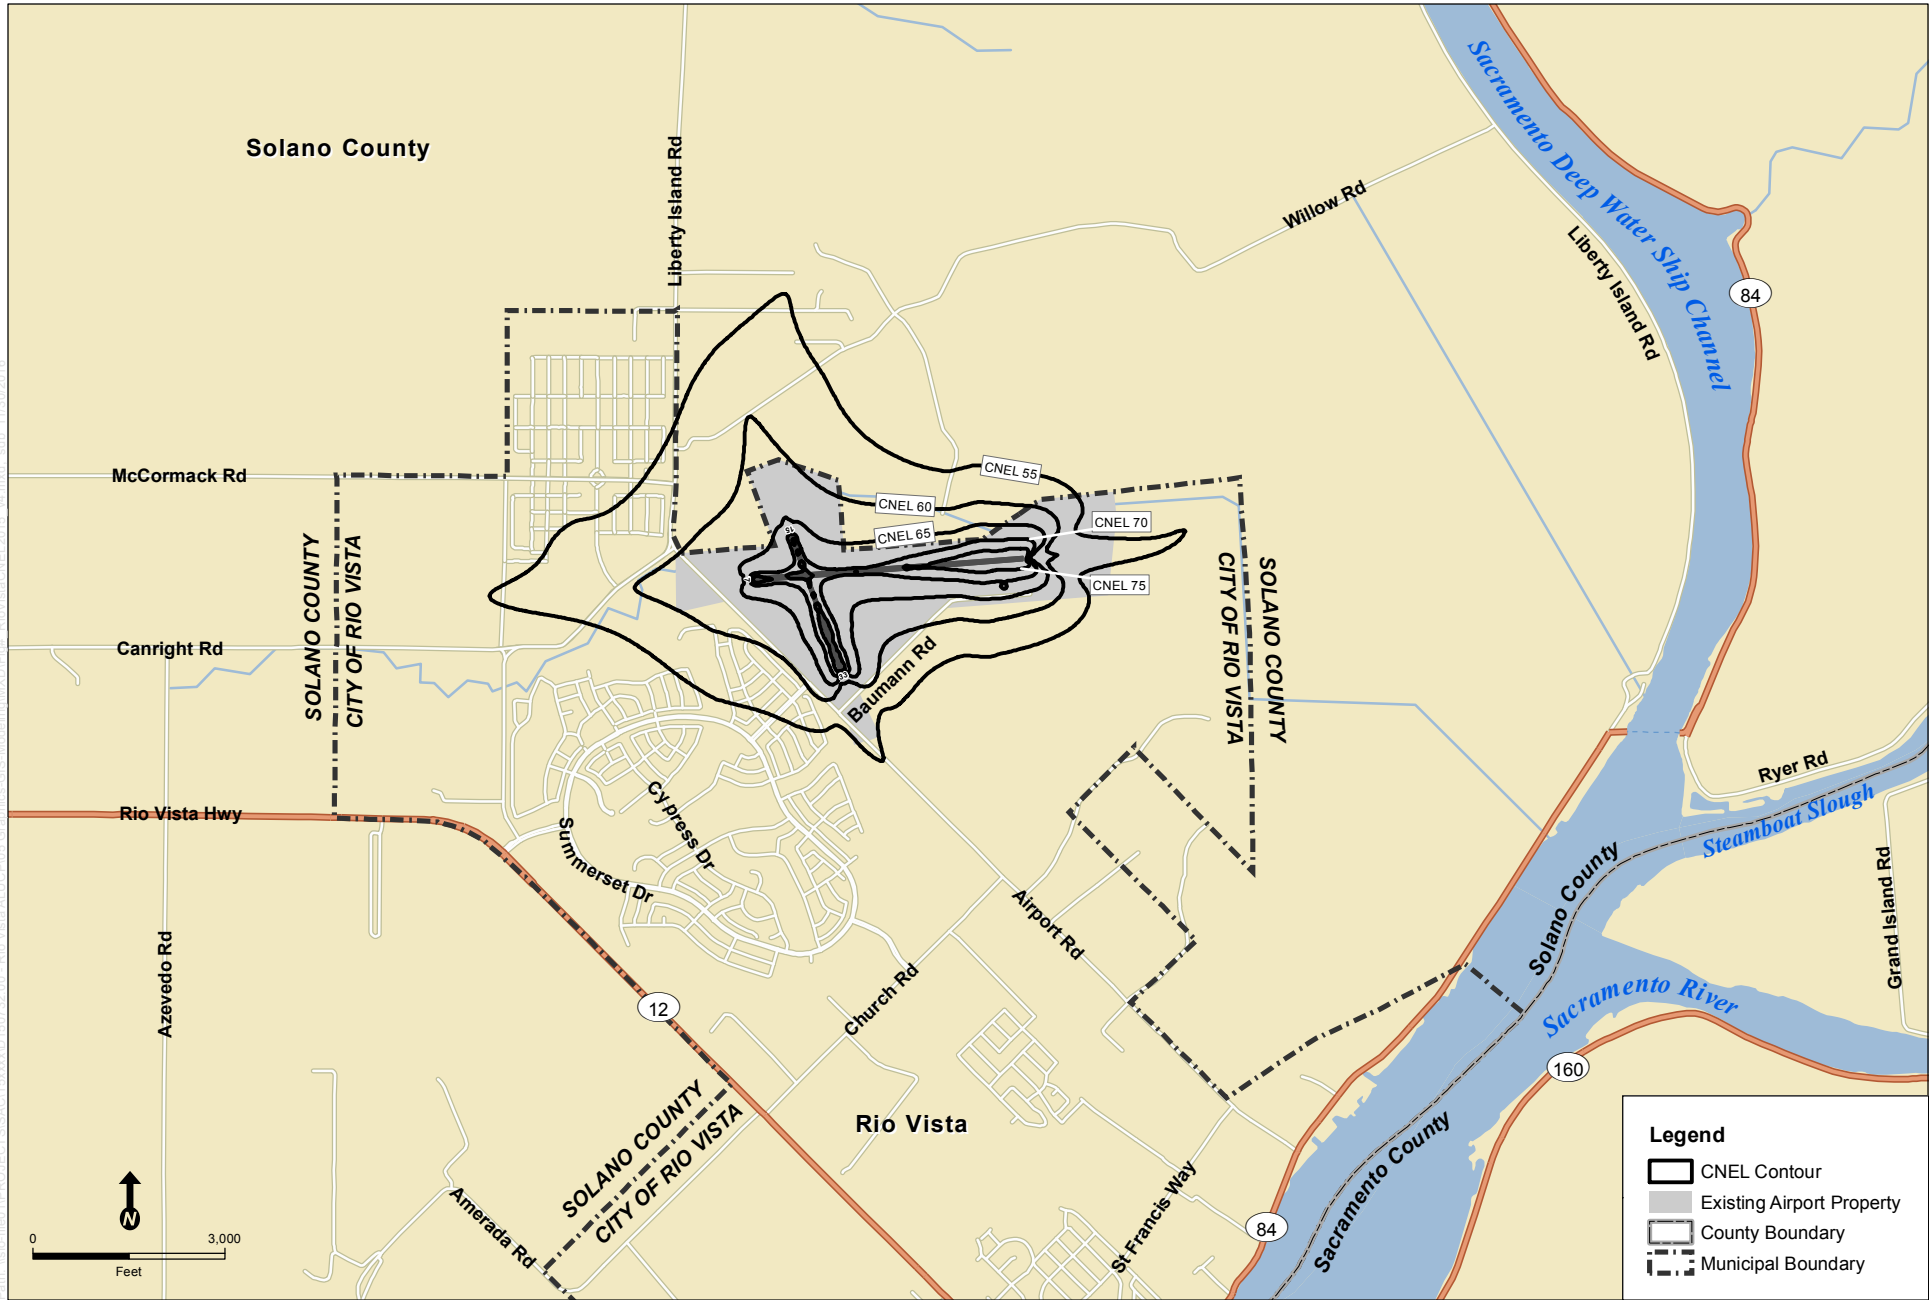 Solano County
Liberty Island Rd
Willow Rd
Sacramento Deep Water Ship Channel
Liberty Island Rd
84
McCormack Rd
CNEL 55
CNEL 60
CNEL 65
CNEL 70
CNEL 75
15
7
33
SOLANO COUNTY
CITY OF RIO VISTA
SOLANO COUNTY
CITY OF RIO VISTA
Canright Rd
Baumann Rd
Rio Vista Hwy
Cypress Dr
Summerset Dr
Ryer Rd
Steamboat Slough
Solano County
Grand Island Rd
Airport Rd
Azevedo Rd
Church Rd
12
Sacramento River
160
Rio Vista
SOLANO COUNTY
CITY OF RIO VISTA
Amerada Rd
St Francis Way
84
Sacramento County
N
0
3,000
Feet
Legend
CNEL Contour
Existing Airport Property
County Boundary
Municipal Boundary